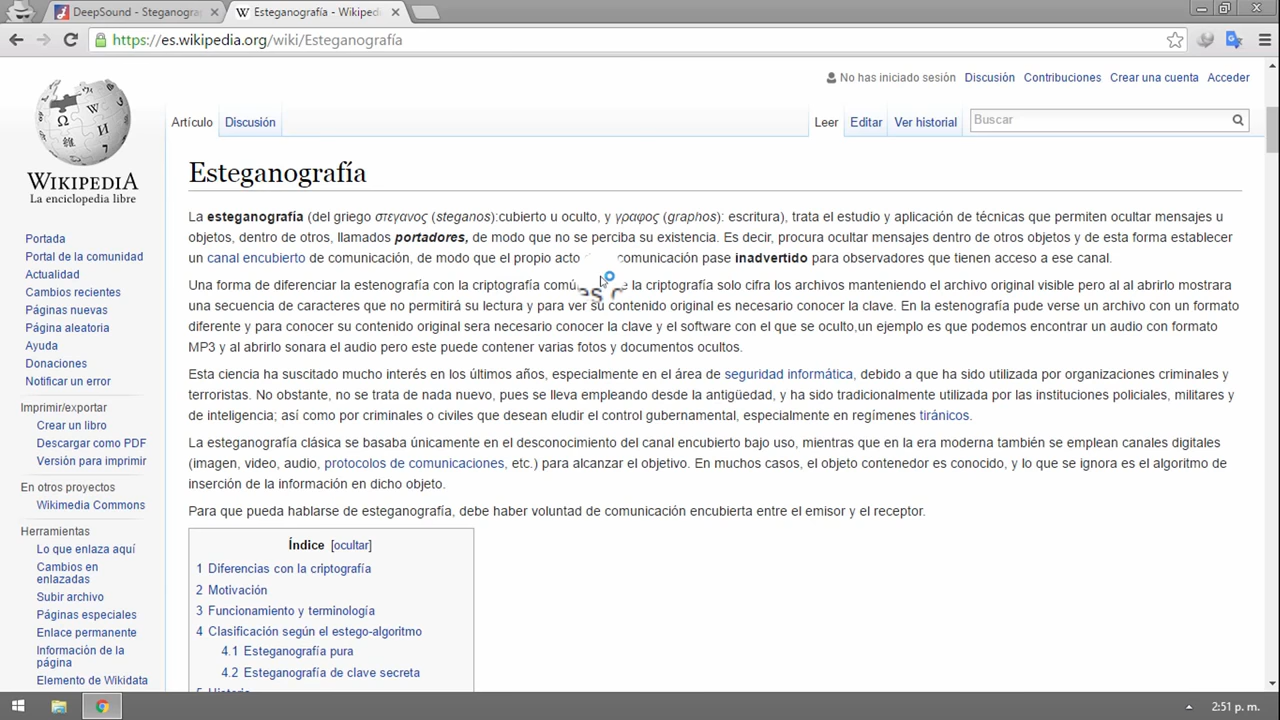 DeepSound - Steganogra
Esteganografía - Wikiped
https://es.wikipedia.org/wiki/Esteganografía
No has iniciado sesión Discusión Contribuciones Crear una cuenta Acceder
Artículo Discusión Leer Editar Ver historial Buscar
WIKIPEDIA
La enciclopedia libre
Portada
Portal de la comunidad
Actualidad
Cambios recientes
Páginas nuevas
Página aleatoria
Ayuda
Donaciones
Notificar un error
Imprimir/exportar
Crear un libro
Descargar como PDF
Versión para imprimir
En otros proyectos
Wikimedia Commons
Herramientas
Lo que enlaza aquí
Cambios en
enlazadas
Subir archivo
Páginas especiales
Enlace permanente
Información de la
página
Elemento de Wikidata
Esteganografía
La esteganografía (del griego στεγανος (steganos):cubierto u oculto, y γραφος (graphos): escritura), trata el estudio y aplicación de técnicas que permiten ocultar mensajes u
objetos, dentro de otros, llamados portadores, de modo que no se perciba su existencia. Es decir, procura ocultar mensajes dentro de otros objetos y de esta forma establecer
un canal encubierto de comunicación, de modo que el propio acto comunicación pase inadvertido para observadores que tienen acceso a ese canal.
Una forma de diferenciar la estenografía con la criptografía la criptografía solo cifra los archivos manteniendo el archivo original visible pero al al abrirlo mostrara
una secuencia de caracteres que no permitirá su lectura y para ver su contenido original es necesario conocer la clave. En la estenografía pude verse un archivo con un formato
diferente y para conocer su contenido original sera necesario conocer la clave y el software con el que se oculto,un ejemplo es que podemos encontrar un audio con formato
MP3 y al abrirlo sonara el audio pero este puede contener varias fotos y documentos ocultos.
Esta ciencia ha suscitado mucho interés en los últimos años, especialmente en el área de seguridad informática, debido a que ha sido utilizada por organizaciones criminales y
terroristas. No obstante, no se trata de nada nuevo, pues se lleva empleando desde la antigüedad, y ha sido tradicionalmente utilizada por las instituciones policiales, militares y
de inteligencia; así como por criminales o civiles que desean eludir el control gubernamental, especialmente en regímenes tiránicos.
La esteganografía clásica se basaba únicamente en el desconocimiento del canal encubierto bajo uso, mientras que en la era moderna también se emplean canales digitales
(imagen, video, audio, protocolos de comunicaciones, etc.) para alcanzar el objetivo. En muchos casos, el objeto contenedor es conocido, y lo que se ignora es el algoritmo de
inserción de la información en dicho objeto.
Para que pueda hablarse de esteganografía, debe haber voluntad de comunicación encubierta entre el emisor y el receptor.
Índice [ocultar]
1 Diferencias con la criptografía
2 Motivación
3 Funcionamiento y terminología
4 Clasificación según el estego-algoritmo
4.1 Esteganografía pura
4.2 Esteganografía de clave secreta
5 Historia
2:51 p. m.